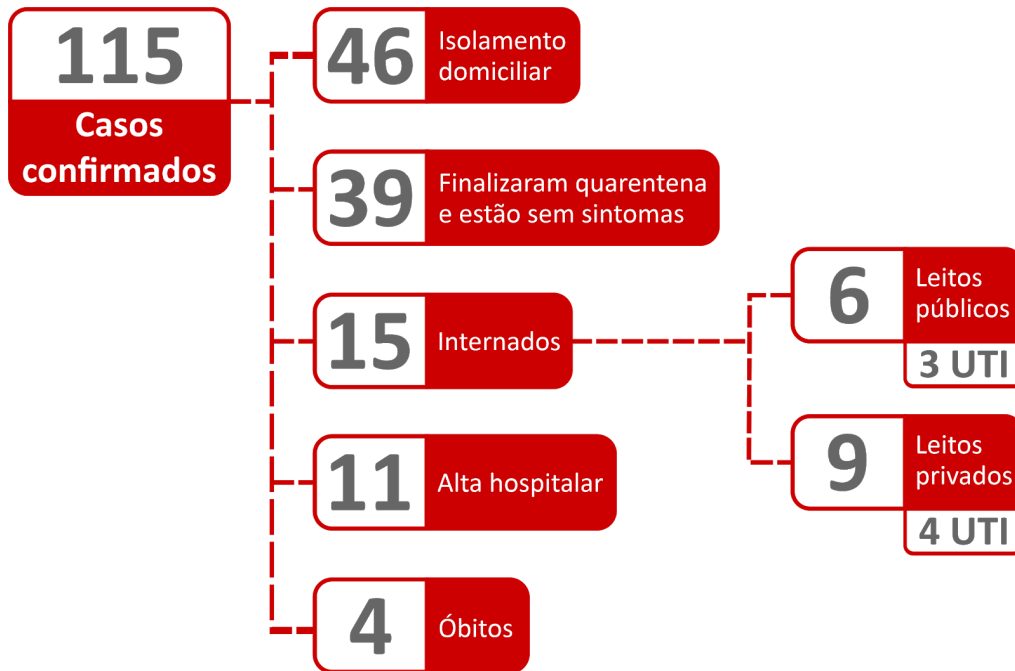 115
Casos
confirmados
46
Isolamento
domiciliar
39
Finalizaram quarentena
e estão sem sintomas
15
Internados
6
Leitos
públicos
3 UTI
9
Leitos
privados
4 UTI
11
Alta hospitalar
4
Óbitos